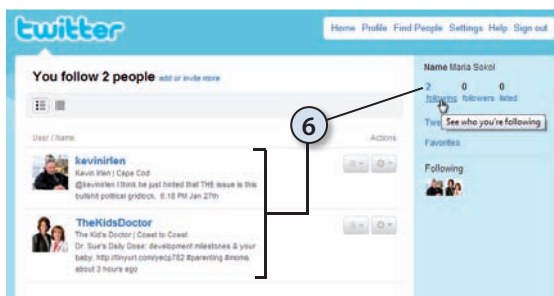 twitter
Home Profile Find People Settings Help Sign out
You follow 2 people add or invite more
User / Name
Actions
kevinirlen
Kevin Irlen | Cape Cod
@kevinirlen I think he just hinted that THE issue is this
bullshit political gridlock. 6:18 PM Jan 27th
TheKidsDoctor
The Kid's Doctor | Coast to Coast
Dr. Sue's Daily Dose: development milestones & your
baby. http://tinyurl.com/yecp782 #parenting #moms
about 3 hours ago
6
Name Maria Sokol
2 0 0
following followers listed
See who you're following
Favorites
Following